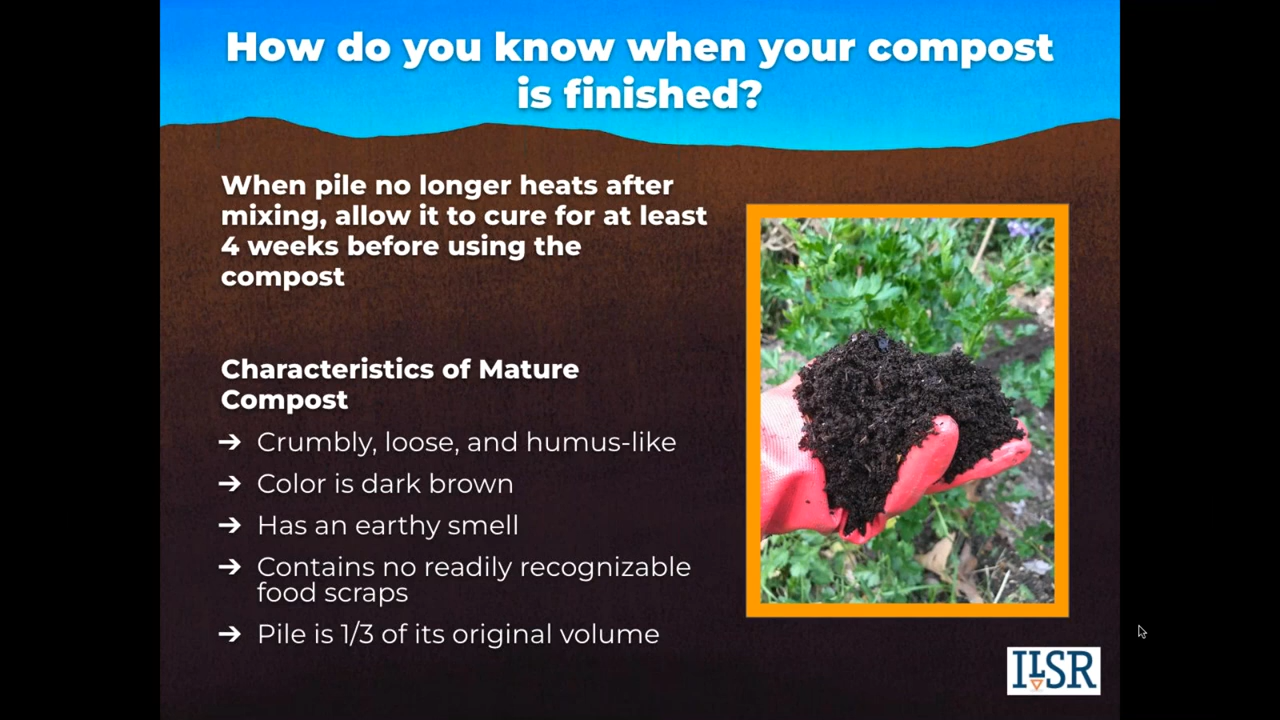 How do you know when your compost
is finished?
When pile no longer heats after
mixing, allow it to cure for at least
4 weeks before using the
compost
Characteristics of Mature
Compost
➔ Crumbly, loose, and humus-like
➔ Color is dark brown
➔ Has an earthy smell
➔ Contains no readily recognizable
food scraps
➔ Pile is 1/3 of its original volume
ILSR